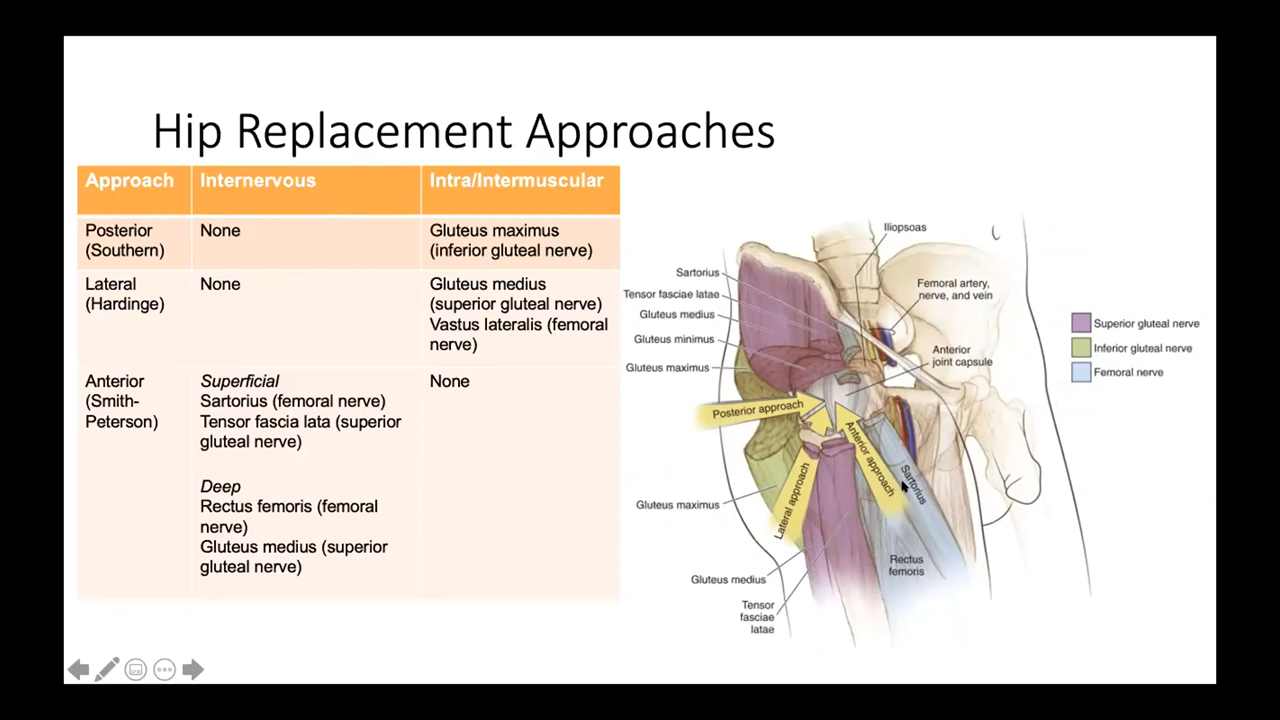 Hip Replacement Approaches
Approach
Internervous
Intra/Intermuscular
Posterior
(Southern)
None
Gluteus maximus
(inferior gluteal nerve)
Lateral
(Hardinge)
None
Gluteus medius
(superior gluteal nerve)
Vastus lateralis (femoral
nerve)
Anterior
(Smith-
Peterson)
Superficial
Sartorius (femoral nerve)
Tensor fascia lata (superior
gluteal nerve)
Deep
Rectus femoris (femoral
nerve)
Gluteus medius (superior
gluteal nerve)
None
Iliopsoas
Sartorius
Tensor fasciae latae
Gluteus medius
Gluteus minimus
Gluteus maximus
Femoral artery,
nerve, and vein
Anterior
joint capsule
Posterior approach
Lateral approach
Anterior approach
Sartorius
Gluteus maximus
Rectus
femoris
Gluteus medius
Tensor
fasciae
latae
Superior gluteal nerve
Inferior gluteal nerve
Femoral nerve